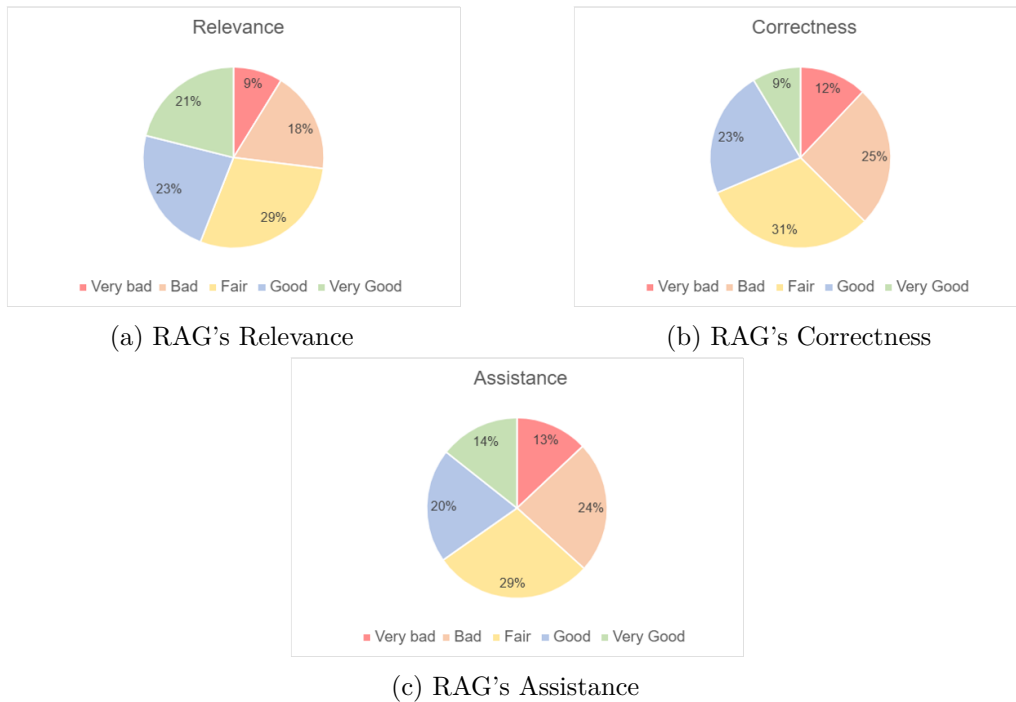 Relevance
9%
18%
29%
23%
21%
Very bad Bad Fair Good Very Good
(a) RAG's Relevance
Correctness
12%
25%
31%
23%
9%
Very bad Bad Fair Good Very Good
(b) RAG's Correctness
Assistance
13%
24%
29%
20%
14%
Very bad Bad Fair Good Very Good
(c) RAG's Assistance